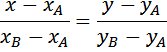 x − x_A / x_B − x_A = y − y_A / y_B − y_A